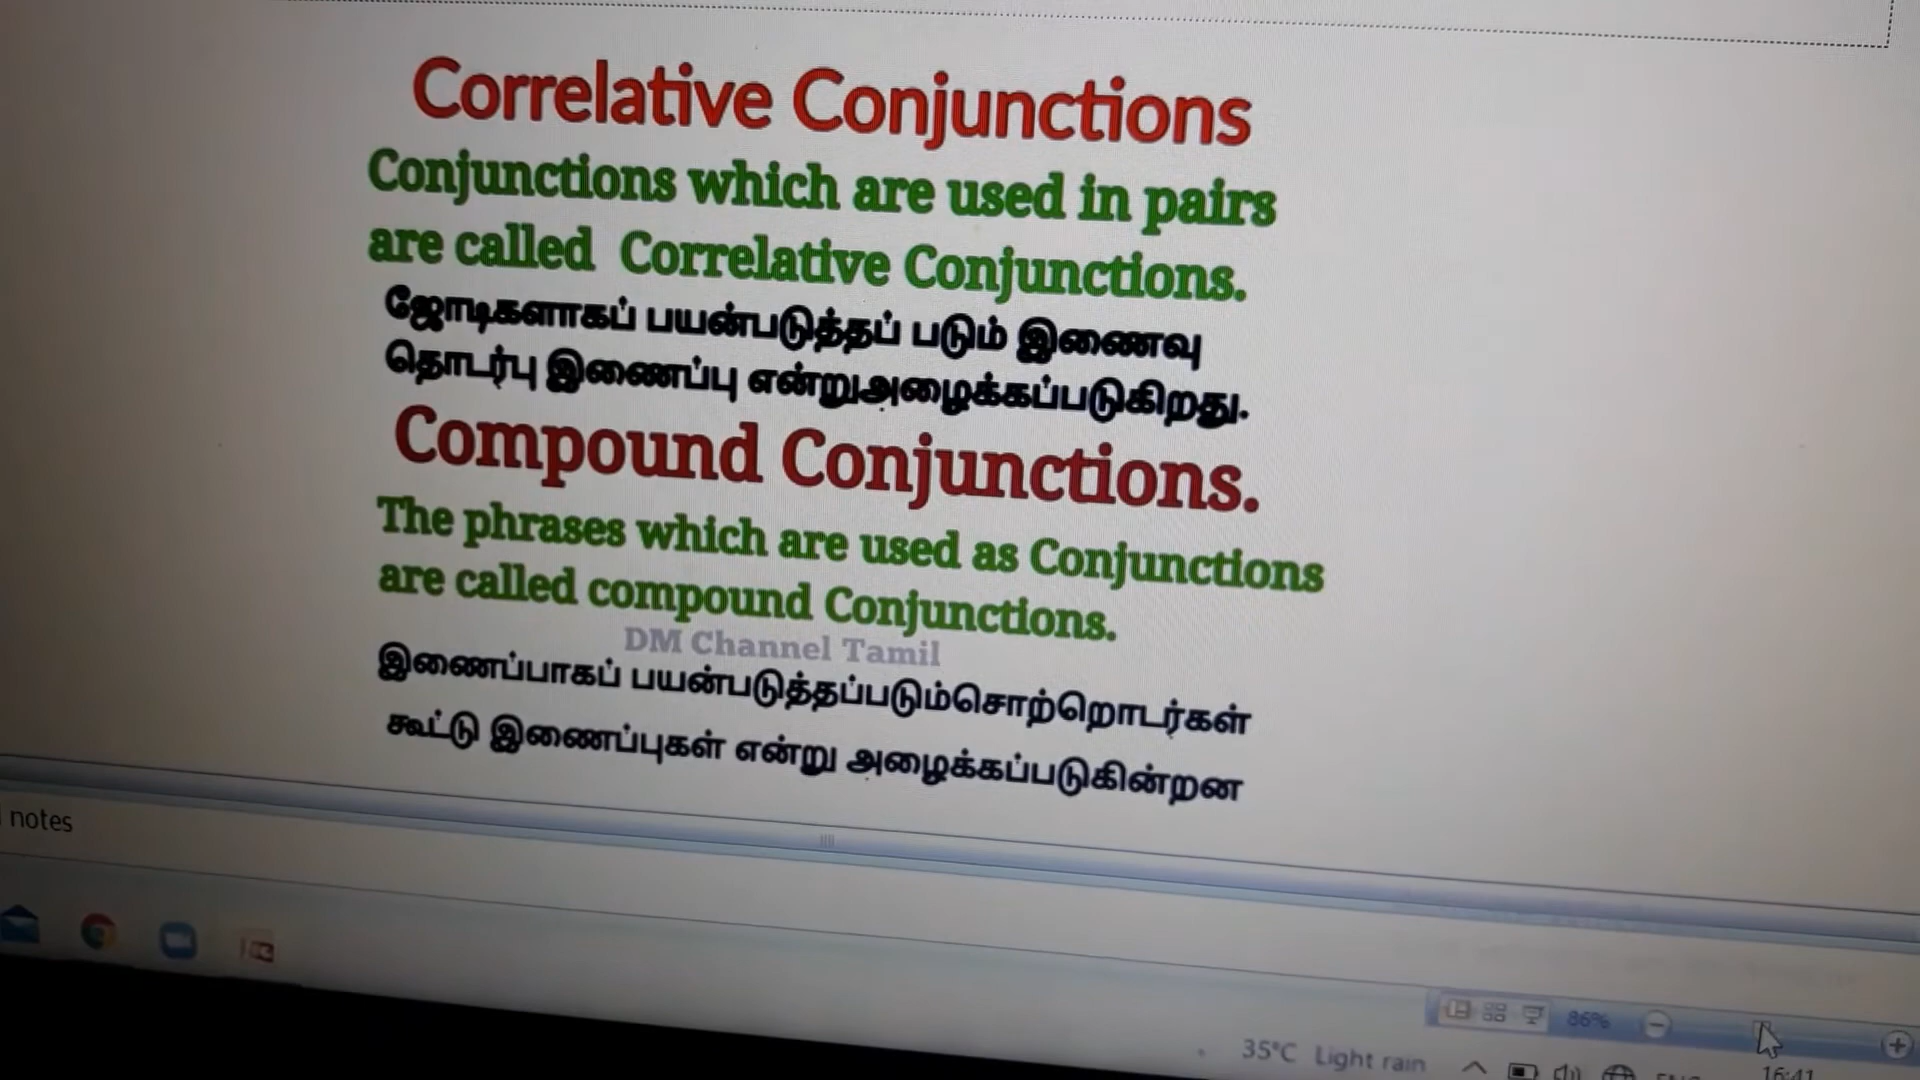 Correlative Conjunctions
Conjunctions which are used in pairs
are called Correlative Conjunctions.
ஜோடிகளாகப் பயன்படுத்தப் படும் இணைவு
தொடர்பு இணைப்பு என்றுஅழைக்கப்படுகிறது.
Compound Conjunctions.
The phrases which are used as Conjunctions
are called compound Conjunctions.
DM Channel Tamil
இணைப்பாகப் பயன்படுத்தப்படும்சொற்றொடர்கள்
கூட்டு இணைப்புகள் என்று அழைக்கப்படுகின்றன
notes
86%
35°C Light rain
16:41